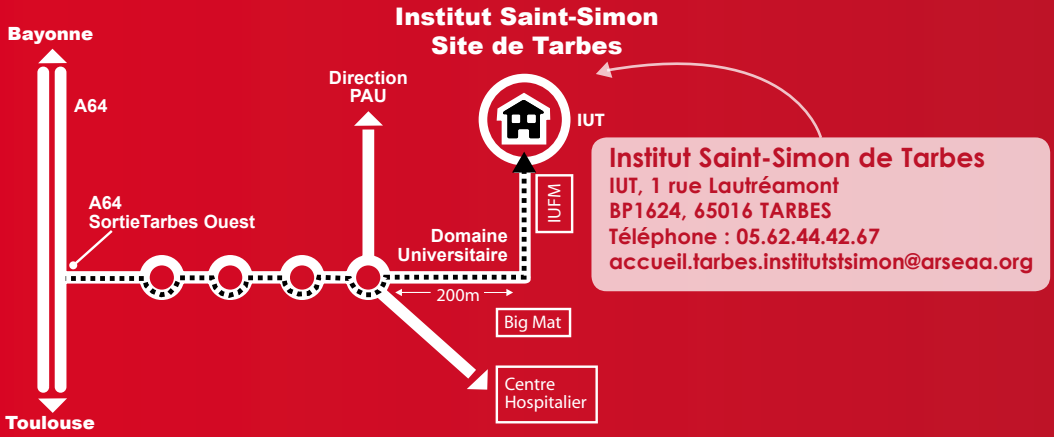 Institut Saint-Simon
Site de Tarbes
Bayonne
Direction
PAU
A64
IUT
Institut Saint-Simon de Tarbes
IUT, 1 rue Lautréamont
BP1624, 65016 TARBES
Téléphone : 05.62.44.42.67
accueil.tarbes.institutstsimon@arseaa.org
IUFM
A64
SortieTarbes Ouest
Domaine
Universitaire
200m
Big Mat
Centre
Hospitalier
Toulouse